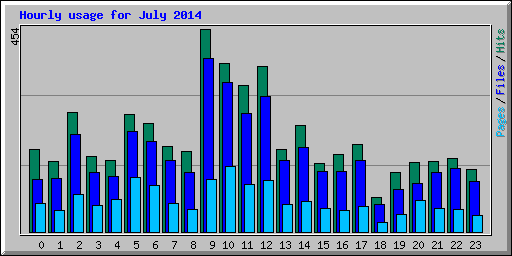 Hourly usage for July 2014
454
Pages / Files / Hits
0 1 2 3 4 5 6 7 8 9 10 11 12 13 14 15 16 17 18 19 20 21 22 23